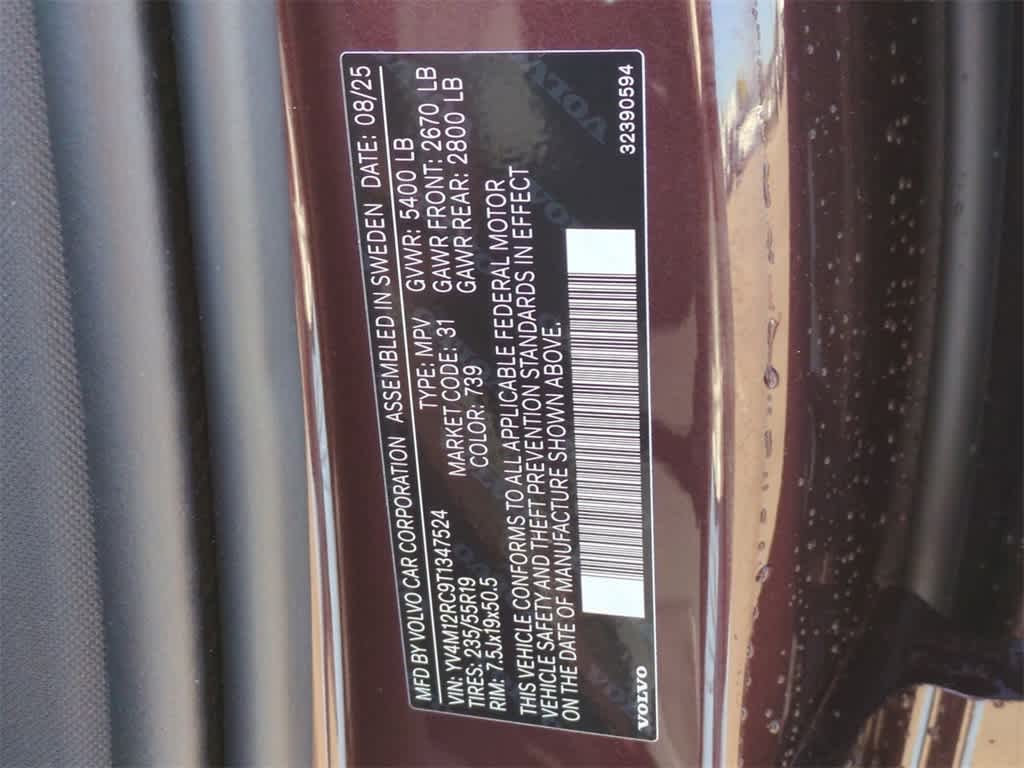 MFD BY VOLVO CAR CORPORATION ASSEMBLED IN SWEDEN DATE: 08/25
VIN: YV4M12RC9T1347524 TYPE: MPV GVWR: 5400 LB
TIRES: 235/55R19 MARKET CODE: 31 GAWR FRONT: 2670 LB
RIM: 7.5Jx19x50.5 COLOR: 739 GAWR REAR: 2800 LB
THIS VEHICLE CONFORMS TO ALL APPLICABLE FEDERAL MOTOR
VEHICLE SAFETY AND THEFT PREVENTION STANDARDS IN EFFECT
ON THE DATE OF MANUFACTURE SHOWN ABOVE.
VOLVO 32390594